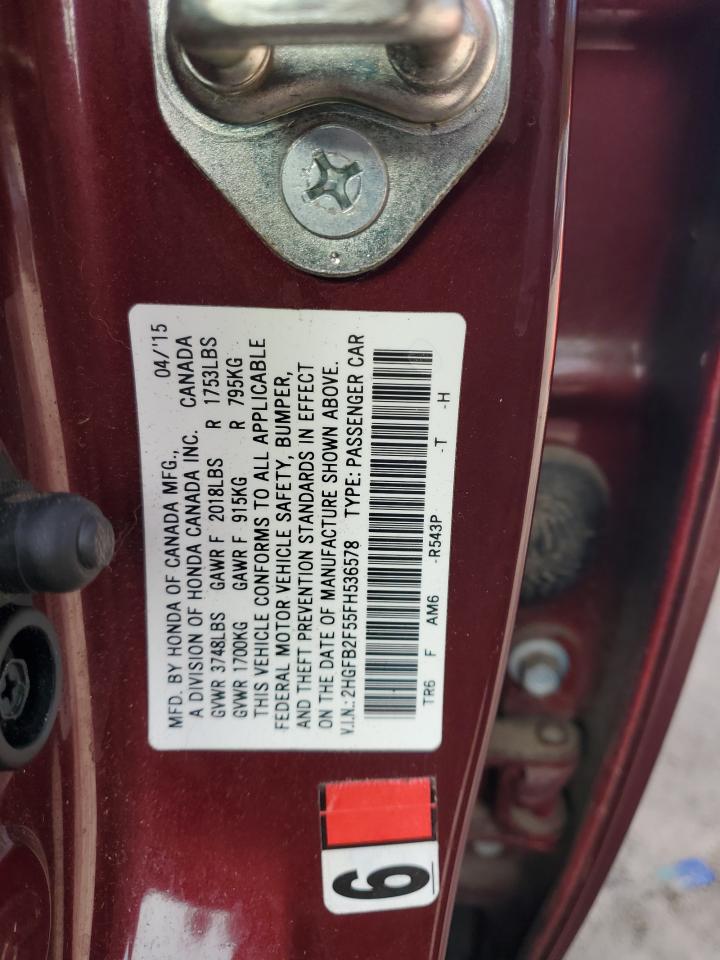 MFD. BY HONDA OF CANADA MFG., 04/'15
A DIVISION OF HONDA CANADA INC. CANADA
GVWR 3748LBS GAWR F 2018LBS R 1753LBS
GVWR 1700KG GAWR F 915KG R 795KG
THIS VEHICLE CONFORMS TO ALL APPLICABLE
FEDERAL MOTOR VEHICLE SAFETY, BUMPER,
AND THEFT PREVENTION STANDARDS IN EFFECT
ON THE DATE OF MANUFACTURE SHOWN ABOVE.
V.I.N.: 2HGFB2F55FH536578 TYPE: PASSENGER CAR
TR6 F AM6 -R543P -T -H
6